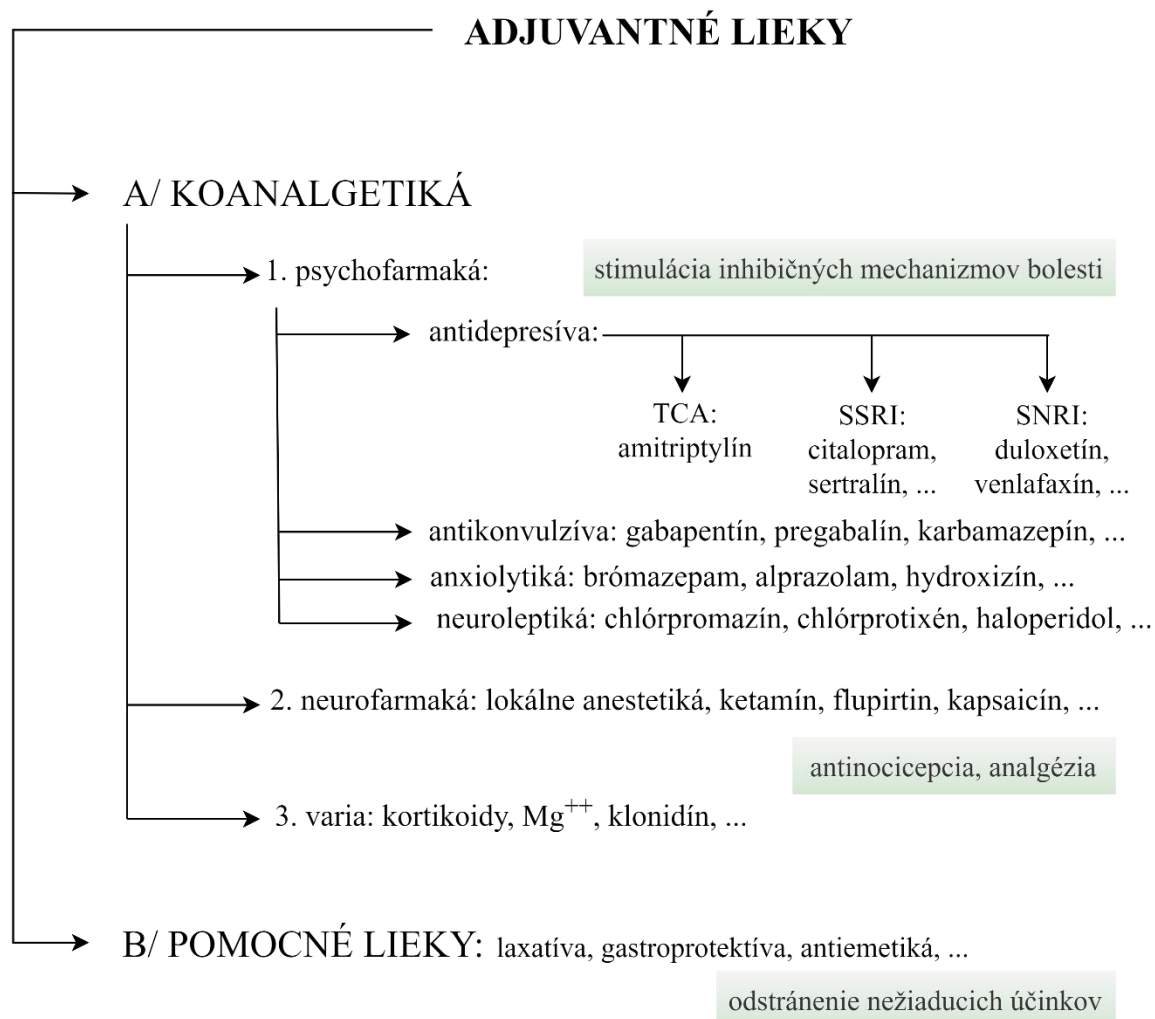 ADJUVANTNÉ LIEKY
A/ KOANALGETIKÁ
1. psychofarmaká:
stimulácia inhibičných mechanizmov bolesti
antidepresíva:
TCA:
amitriptylín
SSRI:
citalopram,
sertralín, ...
SNRI:
duloxetín,
venlafaxín, ...
antikonvulzíva: gabapentín, pregabalín, karbamazepín, ...
anxiolytiká: brómazepam, alprazolam, hydroxizín, ...
neuroleptiká: chlórpromazín, chlórprotixén, haloperidol, ...
2. neurofarmaká: lokálne anestetiká, ketamín, flupirtin, kapsaicín, ...
antinocicepcia, analgézia
3. varia: kortikoidy, Mg⁺⁺, klonidín, ...
B/ POMOCNÉ LIEKY: laxatíva, gastroprotektíva, antiemetiká, ...
odstránenie nežiaducich účinkov